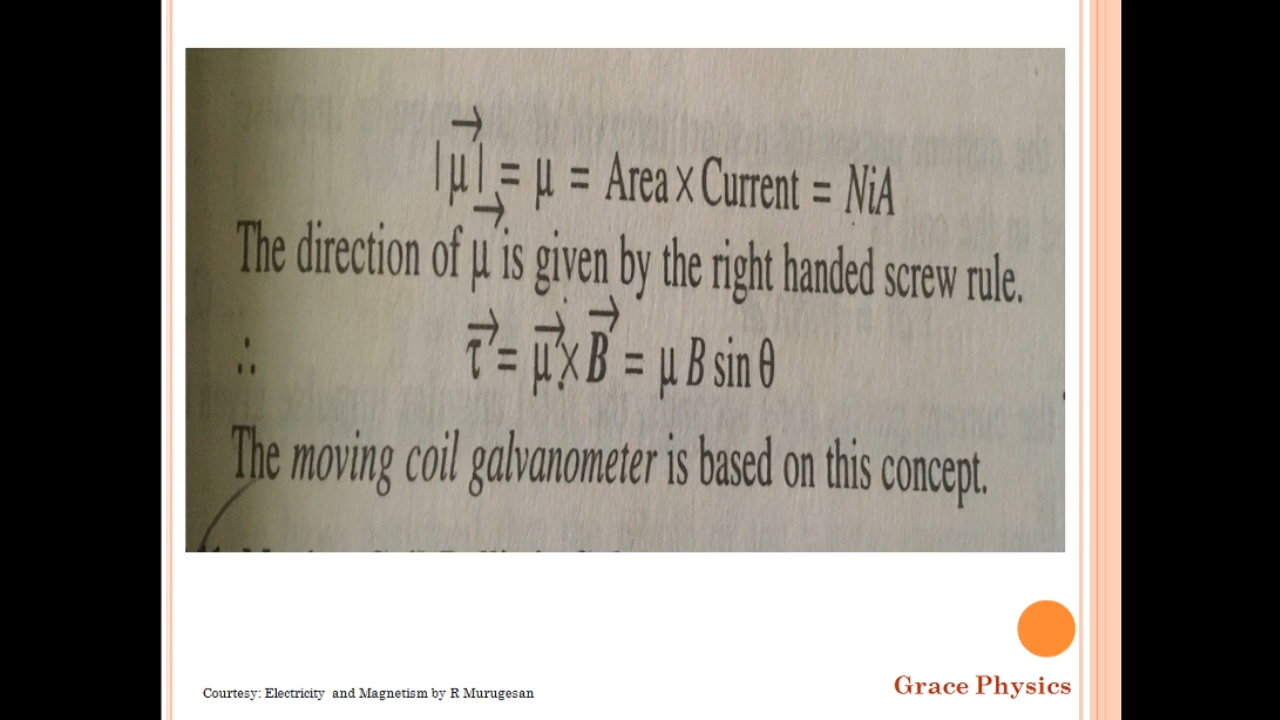 |μ⃗| = μ = Area × Current = NiA
The direction of μ⃗ is given by the right handed screw rule.
∴ τ⃗ = μ⃗ × B⃗ = μ B sin θ
The moving coil galvanometer is based on this concept.
Courtesy: Electricity and Magnetism by R Murugesan
Grace Physics